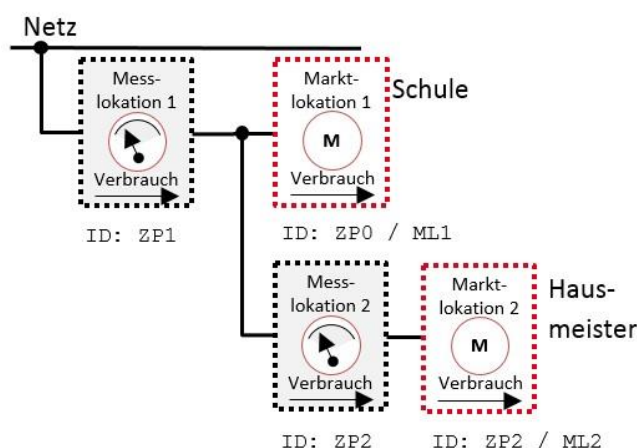 Netz
Mess-
lokation 1
Verbrauch
ID: ZP1
Markt-
lokation 1
M
Verbrauch
Schule
ID: ZP0 / ML1
Mess-
lokation 2
Verbrauch
ID: ZP2
Markt-
lokation 2
M
Verbrauch
Haus-
meister
ID: ZP2 / ML2